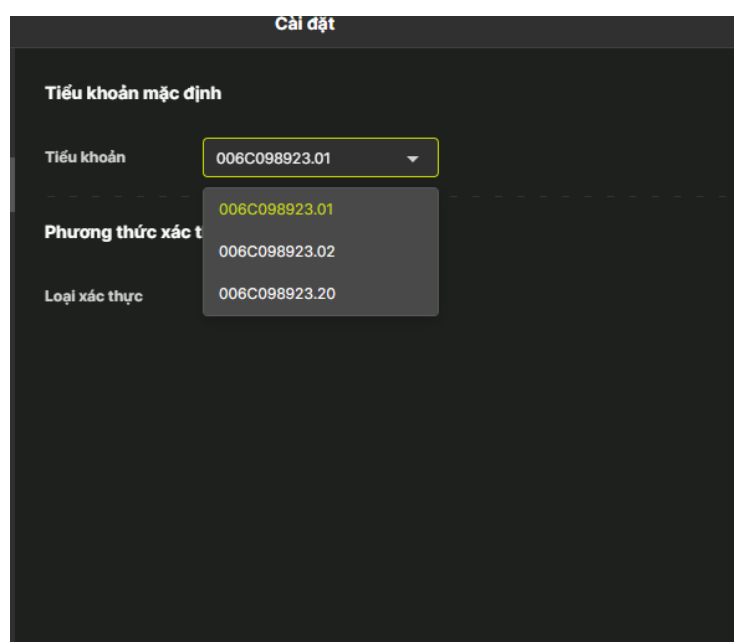 Cài đặt
Tiểu khoản mặc định
Tiểu khoản
006C098923.01
006C098923.01
Phương thức xác t
006C098923.02
Loại xác thực
006C098923.20